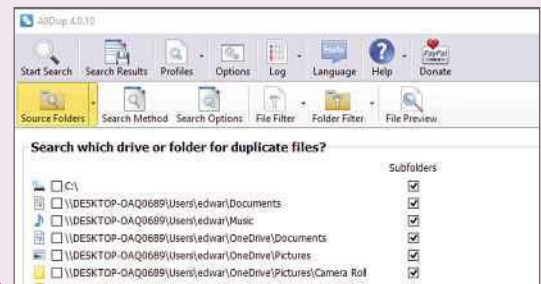 AllDup 4.0.10
Hello
PayPal
Start Search Search Results Profiles Options Log Language Help Donate
Source Folders Search Method Search Options File Filter Folder Filter File Preview
Search which drive or folder for duplicate files?
Subfolders
C:\
\\DESKTOP-OAQ0689\Users\edwar\Documents
\\DESKTOP-OAQ0689\Users\edwar\Music
\\DESKTOP-OAQ0689\Users\edwar\OneDrive\Documents
\\DESKTOP-OAQ0689\Users\edwar\OneDrive\Pictures
\\DESKTOP-OAQ0689\Users\edwar\OneDrive\Pictures\Camera Roll